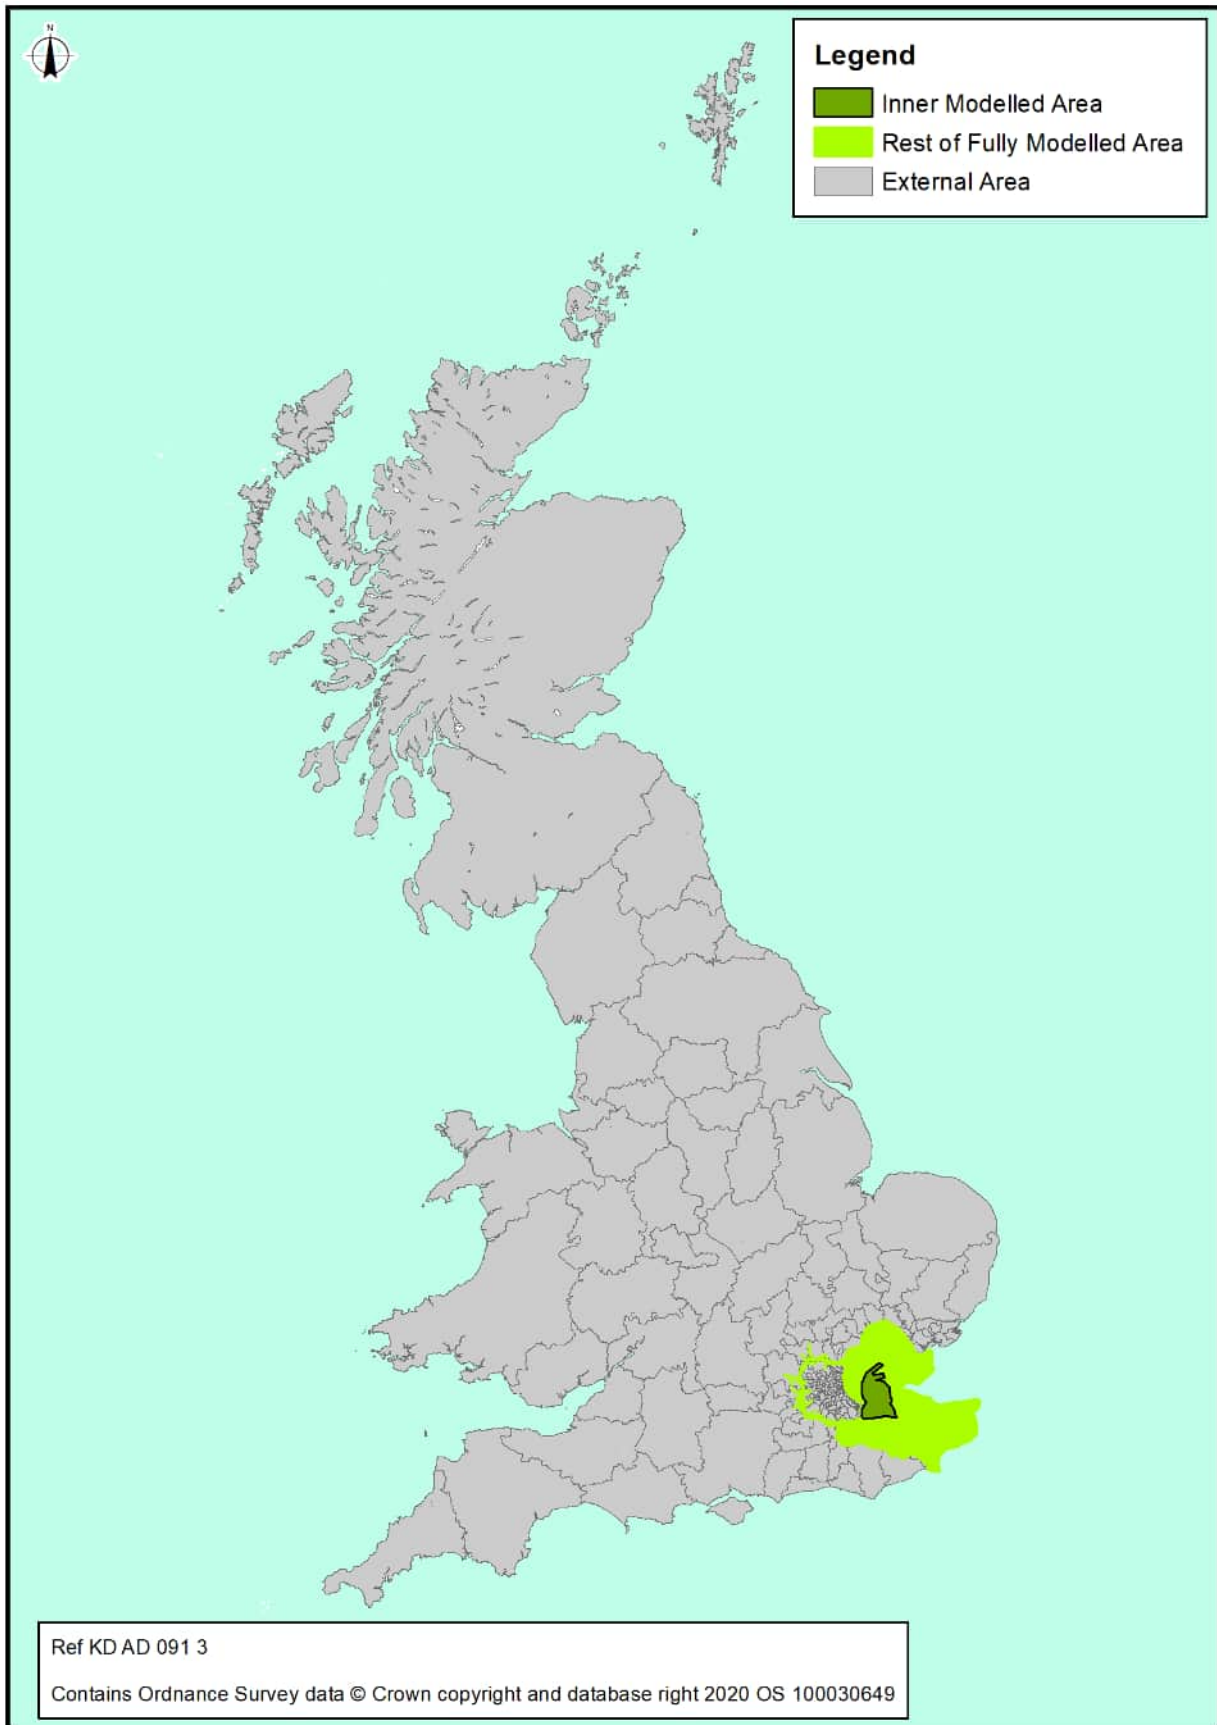 N
Legend
Inner Modelled Area
Rest of Fully Modelled Area
External Area
Ref KD AD 091 3
Contains Ordnance Survey data © Crown copyright and database right 2020 OS 100030649